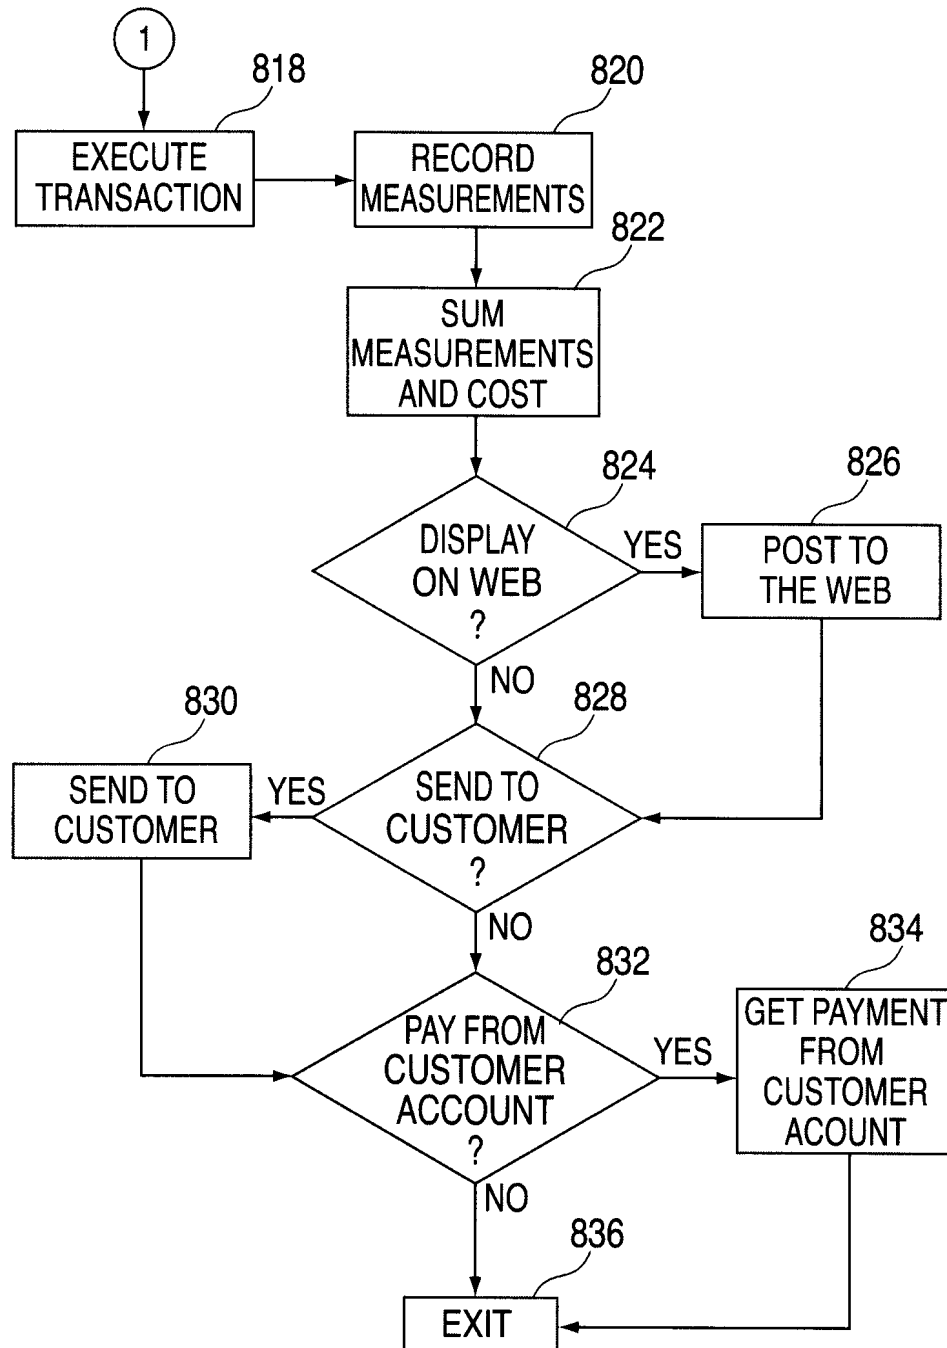 1
818
EXECUTE
TRANSACTION
820
RECORD
MEASUREMENTS
822
SUM
MEASUREMENTS
AND COST
824
DISPLAY
ON WEB
?
YES
826
POST TO
THE WEB
NO
828
SEND TO
CUSTOMER
?
YES
830
SEND TO
CUSTOMER
NO
832
PAY FROM
CUSTOMER
ACCOUNT
?
YES
834
GET PAYMENT
FROM
CUSTOMER
ACOUNT
NO
836
EXIT